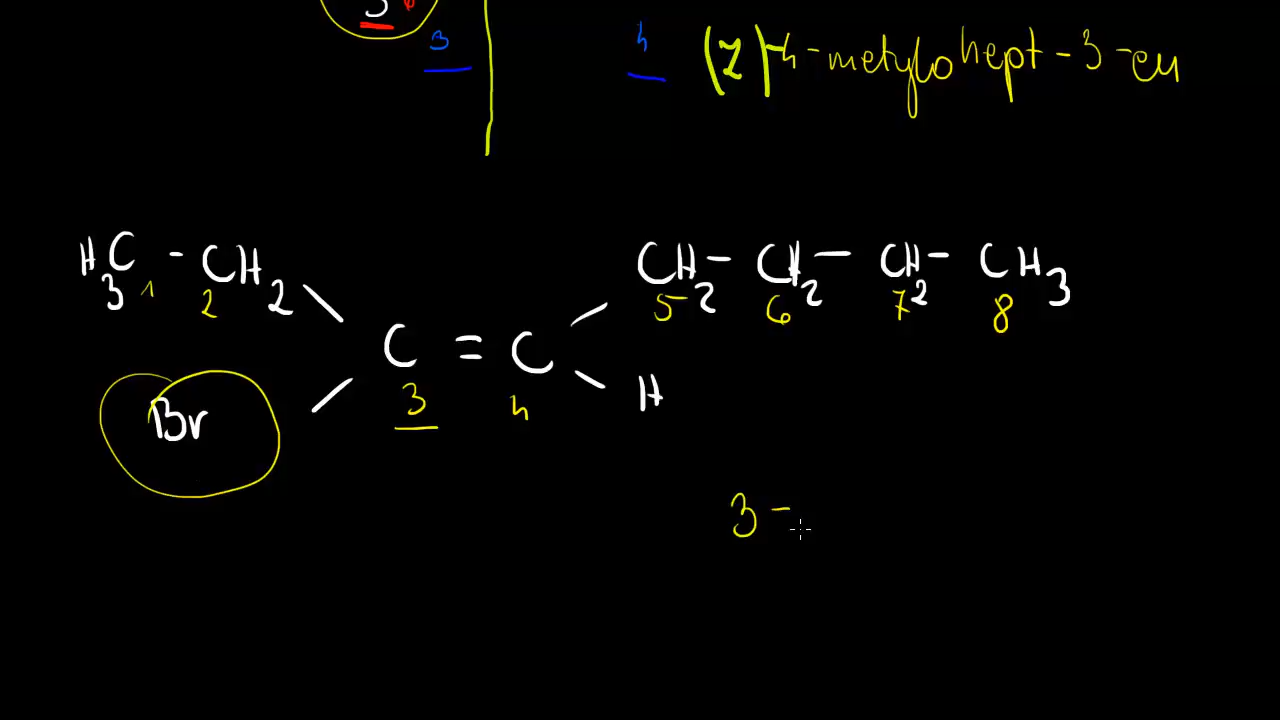 3
3 4 (Z)-4-metylohept-3-en
H3C - CH2 CH2 - CH2 - CH2 - CH3
1 2 5 6 7 8
C = C
Br 3 4 H
3 -